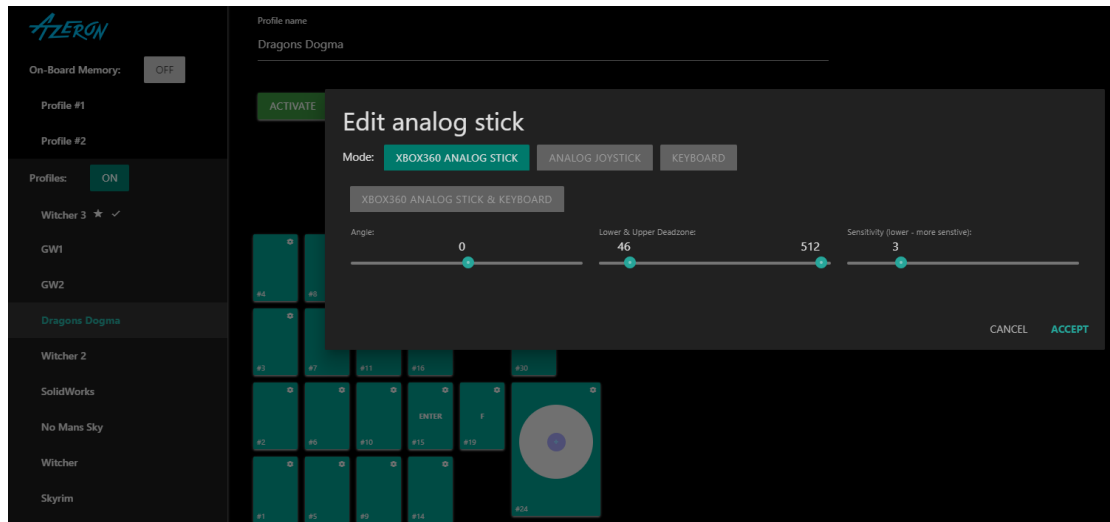 AZERON
On-Board Memory: OFF
Profile #1
Profile #2
Profiles: ON
Witcher 3
GW1
GW2
Dragons Dogma
Witcher 2
SolidWorks
No Mans Sky
Witcher
Skyrim
Profile name
Dragons Dogma
ACTIVATE
Edit analog stick
Mode: XBOX360 ANALOG STICK ANALOG JOYSTICK KEYBOARD
XBOX360 ANALOG STICK & KEYBOARD
Angle: Lower & Upper Deadzone: Sensitivity (lower - more senstive):
0 46 512 3
CANCEL ACCEPT
#4 #8
#3 #7 #11 #16 #30
ENTER F
#2 #6 #10 #15 #19
#1 #5 #9 #14 #24